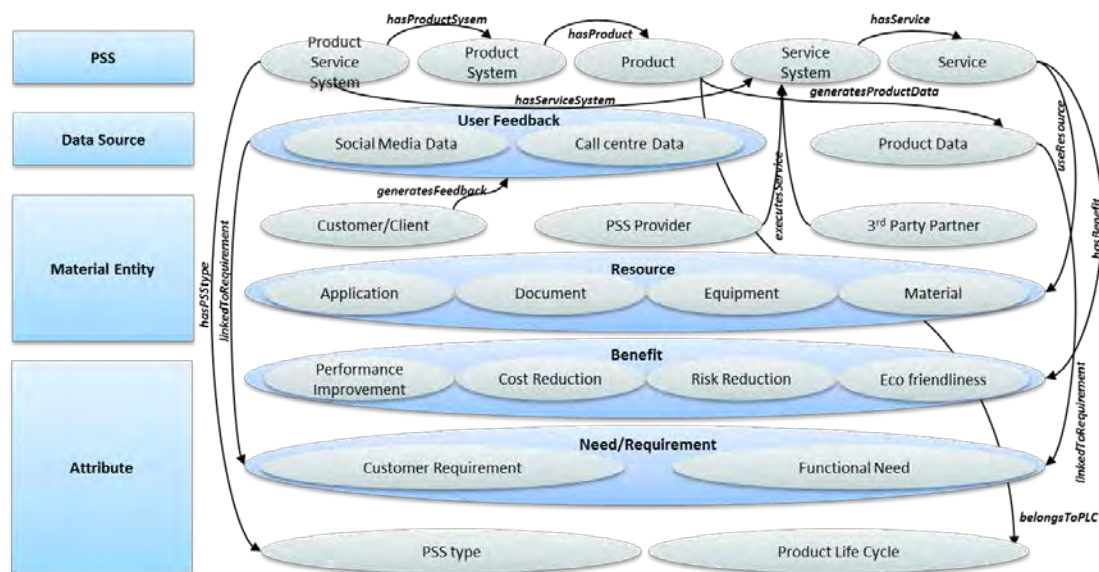 hasProductSysem
hasProduct
hasService
PSS
Product
Service
System
Product
System
Product
Service
System
Service
hasServiceSystem
generatesProductData
Data Source
User Feedback
Social Media Data
Call centre Data
Product Data
useResource
generatesFeedback
executesService
hasBenefit
Material Entity
Customer/Client
PSS Provider
3rd Party Partner
hasPSStype
linkedToRequirement
Resource
Application
Document
Equipment
Material
Attribute
Benefit
Performance
Improvement
Cost Reduction
Risk Reduction
Eco friendliness
linkedToRequirement
Need/Requirement
Customer Requirement
Functional Need
belongsToPLC
PSS type
Product Life Cycle